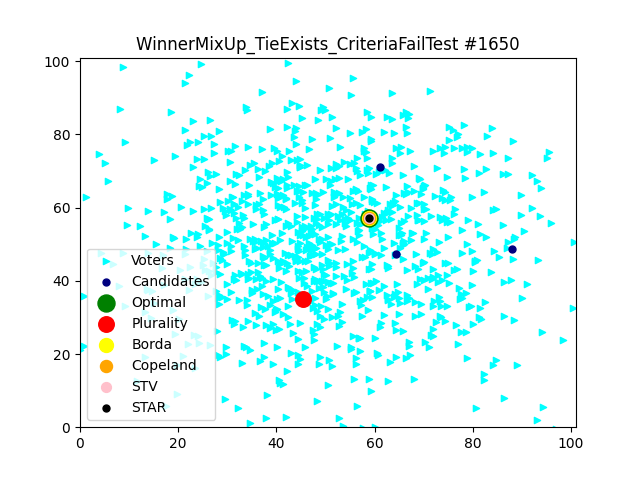 WinnerMixUp_TieExists_CriteriaFailTest #1650
100
80
60
40
20
0
Voters
Candidates
Optimal
Plurality
Borda
Copeland
STV
STAR
0 20 40 60 80 100